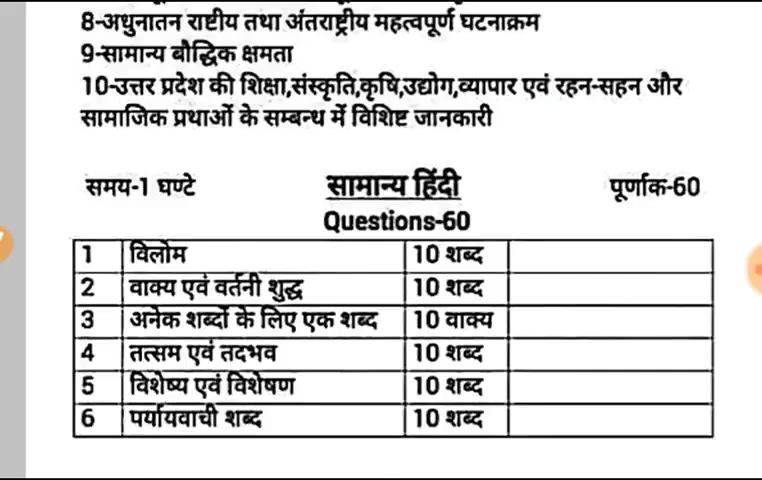 8-अधुनातन राष्टीय तथा अंतराष्ट्रीय महत्वपूर्ण घटनाक्रम
9-सामान्य बौद्धिक क्षमता
10-उत्तर प्रदेश की शिक्षा,संस्कृति,कृषि,उद्योग,व्यापार एवं रहन-सहन और
सामाजिक प्रथाओं के सम्बन्ध में विशिष्ट जानकारी
समय-1 घण्टे सामान्य हिंदी पूर्णाक-60
Questions-60
1 विलोम 10 शब्द
2 वाक्य एवं वर्तनी शुद्ध 10 शब्द
3 अनेक शब्दों के लिए एक शब्द 10 वाक्य
4 तत्सम एवं तदभव 10 शब्द
5 विशेष्य एवं विशेषण 10 शब्द
6 पर्यायवाची शब्द 10 शब्द